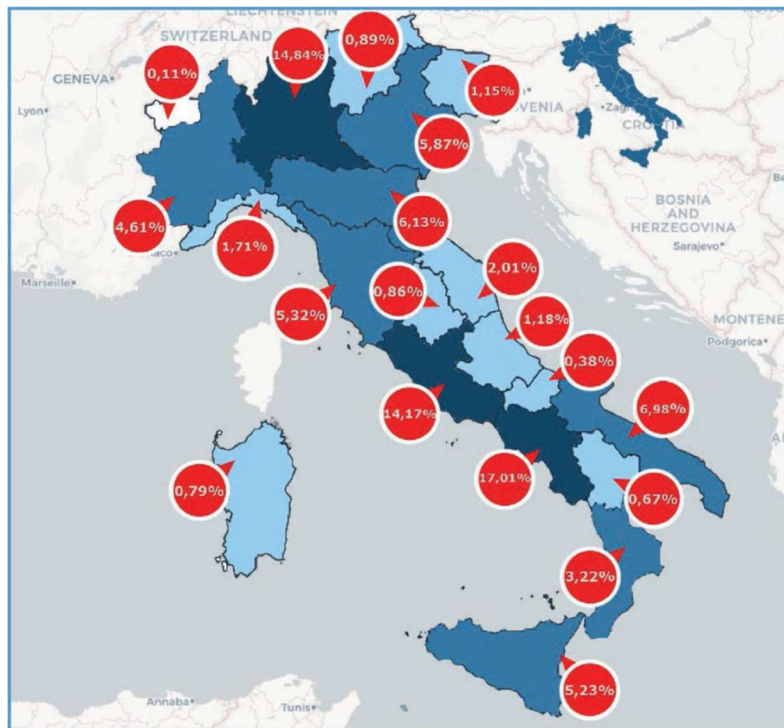 LIECHTENSTEIN
SWITZERLAND
0,89%
14,84%
0,11%
GENEVA
1,15%
VENIA
Lyon
5,87%
CROATIA
BOSNIA
AND
HERZEGOVINA
4,61%
6,13%
1,71%
Sarajevo
Marseille
2,01%
0,86%
5,32%
1,18%
MONTENE
Podgorica
0,38%
14,17%
6,98%
0,79%
17,01%
0,67%
3,22%
5,23%
Annaba
Tunis